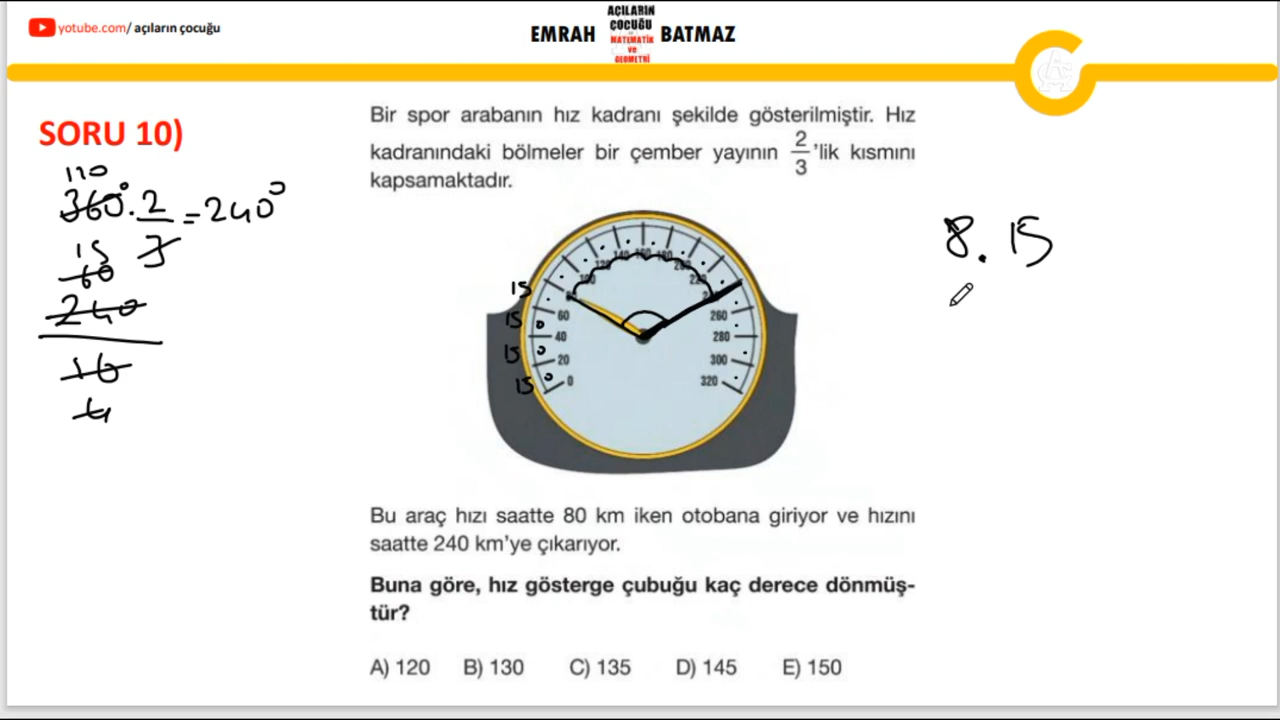 yotube.com/ açıların çocuğu
EMRAH
AÇILARIN
ÇOCUĞU
MATEMATİK
ve
GEOMETRİ
BATMAZ
SORU 10)
Bir spor arabanın hız kadranı şekilde gösterilmiştir. Hız
kadranındaki bölmeler bir çember yayının 2/3 'lik kısmını
kapsamaktadır.
110
360° . 2/3 = 240°
15
60
240
16
4
8. 15
140 160 180
120 200
100 220
15 80 240
15 60 260
40 280
15 20 300
15 0 320
Bu araç hızı saatte 80 km iken otobana giriyor ve hızını
saatte 240 km'ye çıkarıyor.
Buna göre, hız gösterge çubuğu kaç derece dönmüş-
tür?
A) 120 B) 130 C) 135 D) 145 E) 150